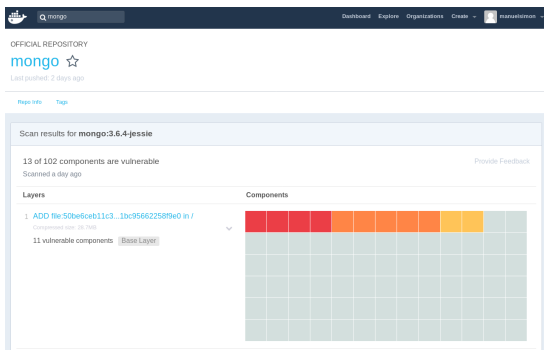 mongo
Dashboard Explore Organizations Create manuelsimon
OFFICIAL REPOSITORY
mongo
Last pushed: 2 days ago
Repo Info Tags
Scan results for mongo:3.6.4-jessie
13 of 102 components are vulnerable
Provide Feedback
Scanned a day ago
Layers Components
1 ADD file:50be6ceb11c3...1bc95662258f9e0 in /
Compressed size:
11 vulnerable components Base Layer